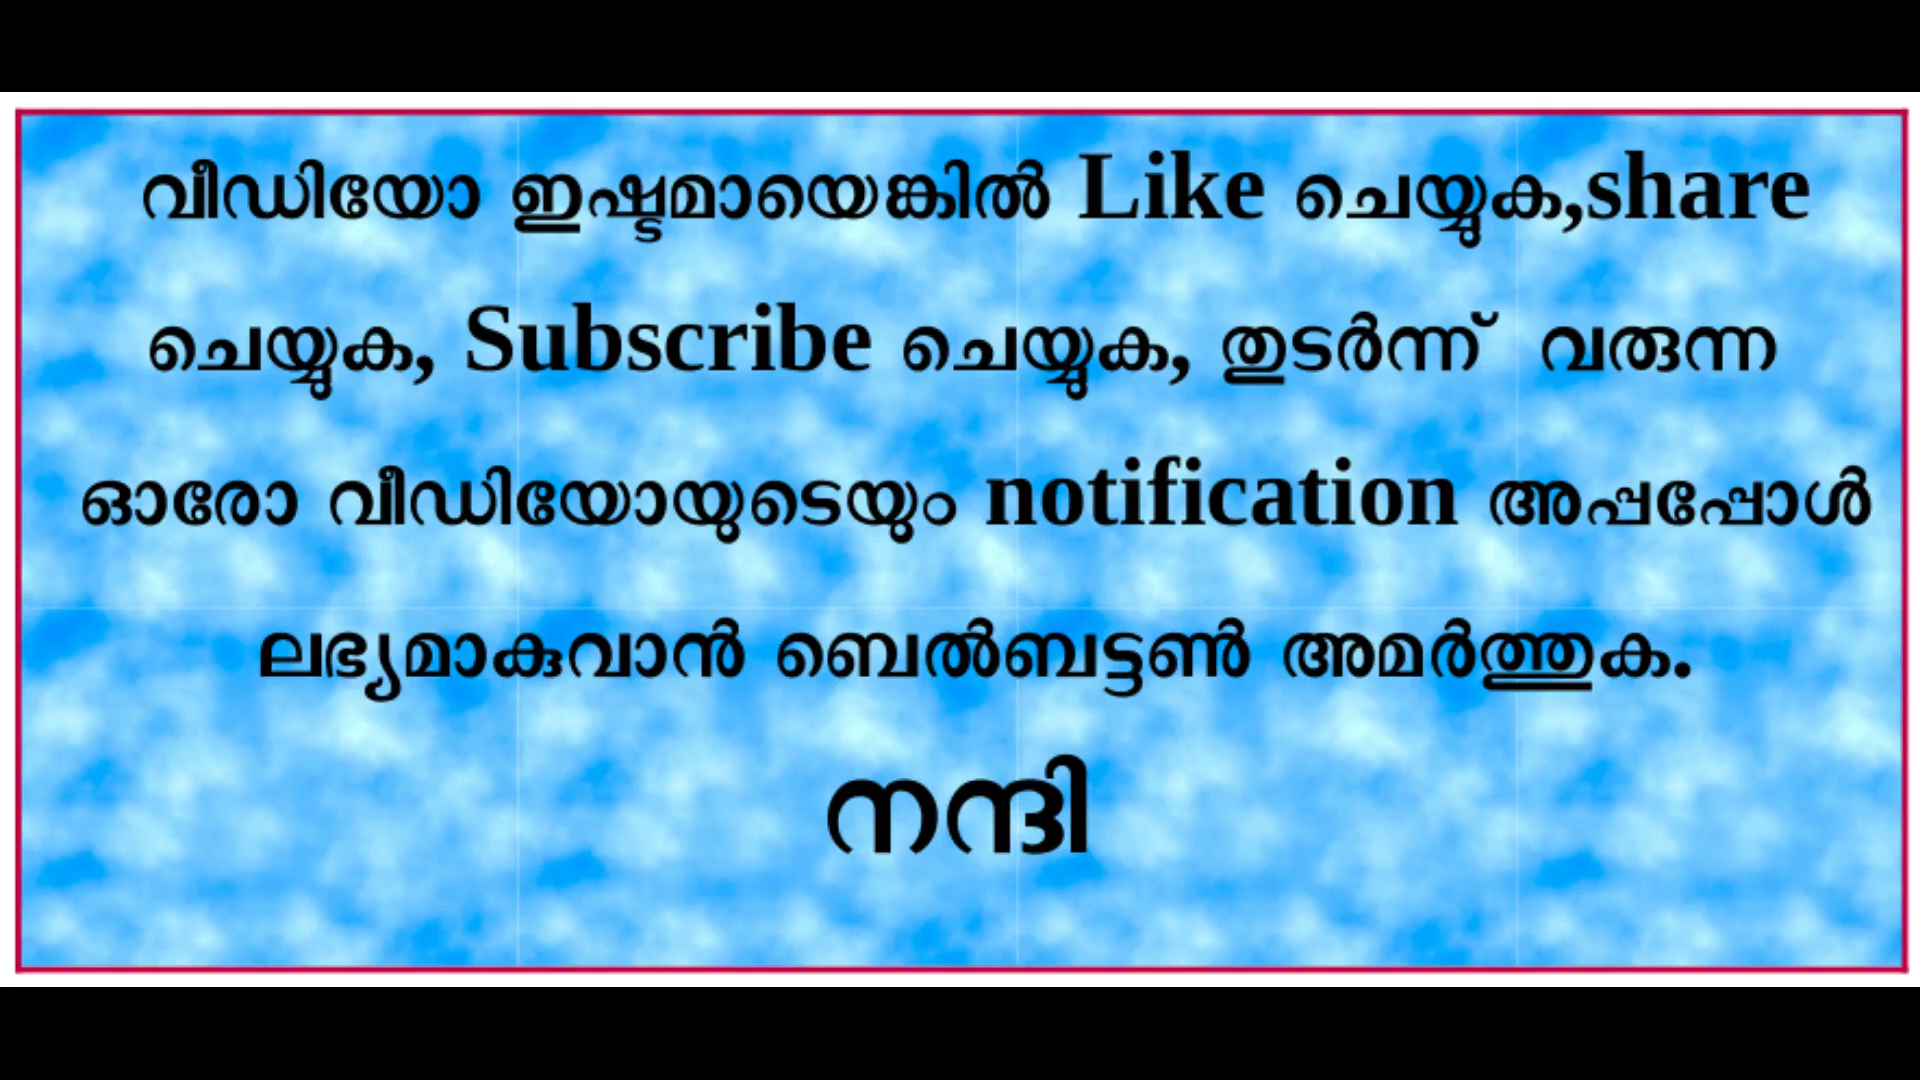 വീഡിയോ ഇഷ്ടമായെങ്കിൽ Like ചെയ്യുക,share
ചെയ്യുക, Subscribe ചെയ്യുക, തുടർന്ന് വരുന്ന
ഓരോ വീഡിയോയുടെയും notification അപ്പപ്പോൾ
ലഭ്യമാകുവാൻ ബെൽബട്ടൺ അമർത്തുക.
നന്ദി